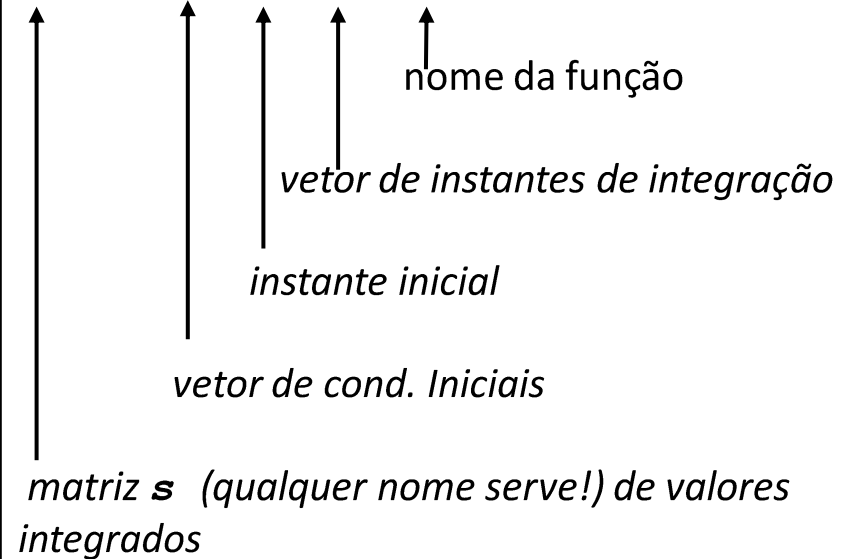 nome da função
vetor de instantes de integração
instante inicial
vetor de cond. Iniciais
matriz s (qualquer nome serve!) de valores
integrados